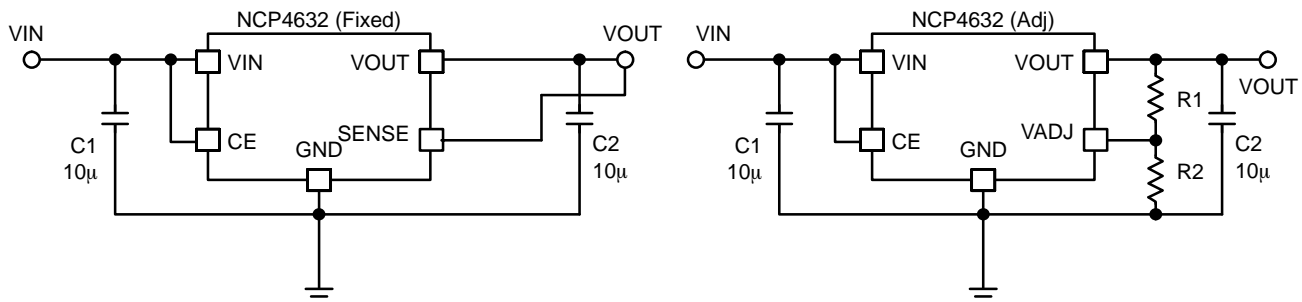 NCP4632 (Fixed)
VIN
VOUT
VIN
VOUT
CE
SENSE
GND
C1
10μ
C2
10μ
NCP4632 (Adj)
VIN
VIN
VOUT
VOUT
R1
CE
VADJ
GND
R2
C1
10μ
C2
10μ